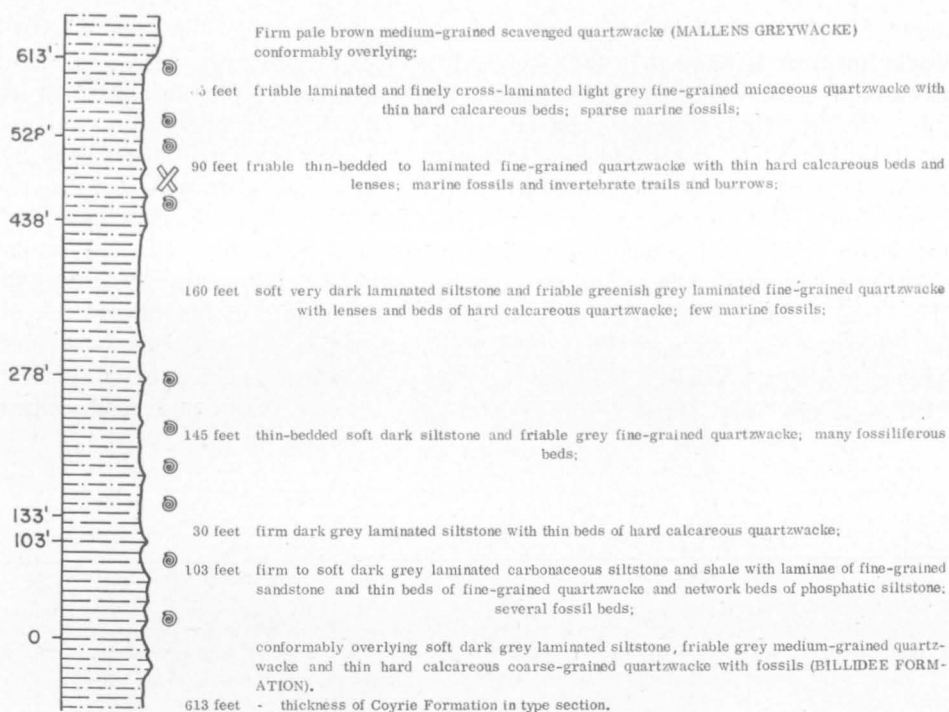 Firm pale brown medium-grained scavenged quartzwacke (MALLENS GREYWACKE)
conformably overlying:
613'
feet friable laminated and finely cross-laminated light grey fine-grained micaceous quartzwacke with
thin hard calcareous beds; sparse marine fossils;
528'
90 feet friable thin-bedded to laminated fine-grained quartzwacke with thin hard calcareous beds and
lenses; marine fossils and invertebrate trails and burrows;
438'
160 feet soft very dark laminated siltstone and friable greenish grey laminated fine-grained quartzwacke
with lenses and beds of hard calcareous quartzwacke; few marine fossils;
278'
145 feet thin-bedded soft dark siltstone and friable grey fine-grained quartzwacke; many fossiliferous
beds;
133'
30 feet firm dark grey laminated siltstone with thin beds of hard calcareous quartzwacke;
103'
103 feet firm to soft dark grey laminated carbonaceous siltstone and shale with laminae of fine-grained
sandstone and thin beds of fine-grained quartzwacke and network beds of phosphatic siltstone;
several fossil beds;
0
conformably overlying soft dark grey laminated siltstone, friable grey medium-grained quartz-
wacke and thin hard calcareous coarse-grained quartzwacke with fossils (BILLIDEE FORM-
ATION).
613 feet - thickness of Coyrie Formation in type section.